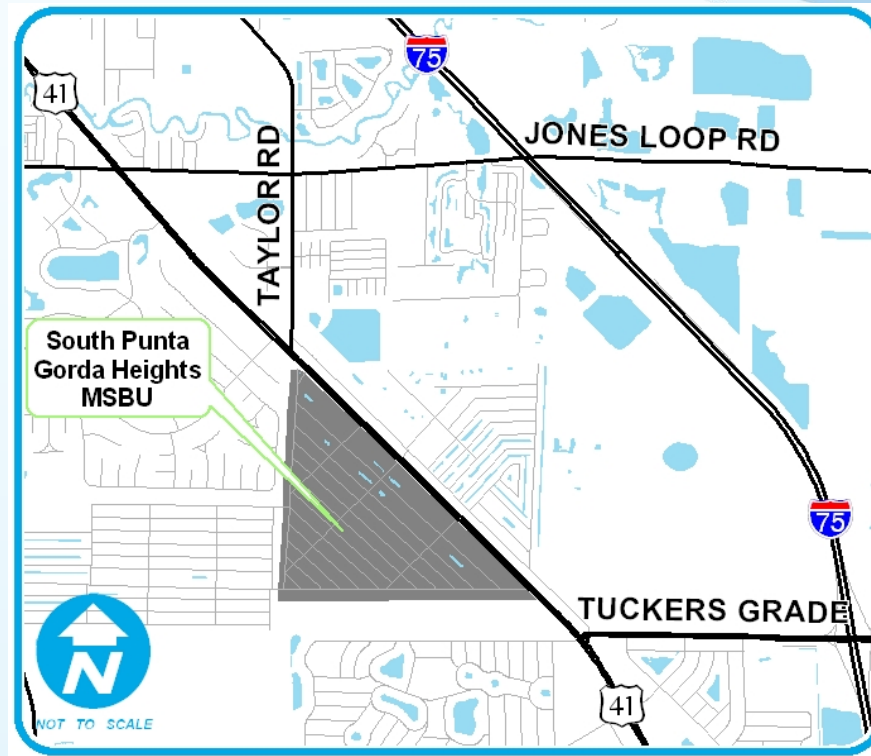 75
41
JONES LOOP RD
TAYLOR RD
South Punta
Gorda Heights
MSBU
75
TUCKERS GRADE
N
41
NOT TO SCALE